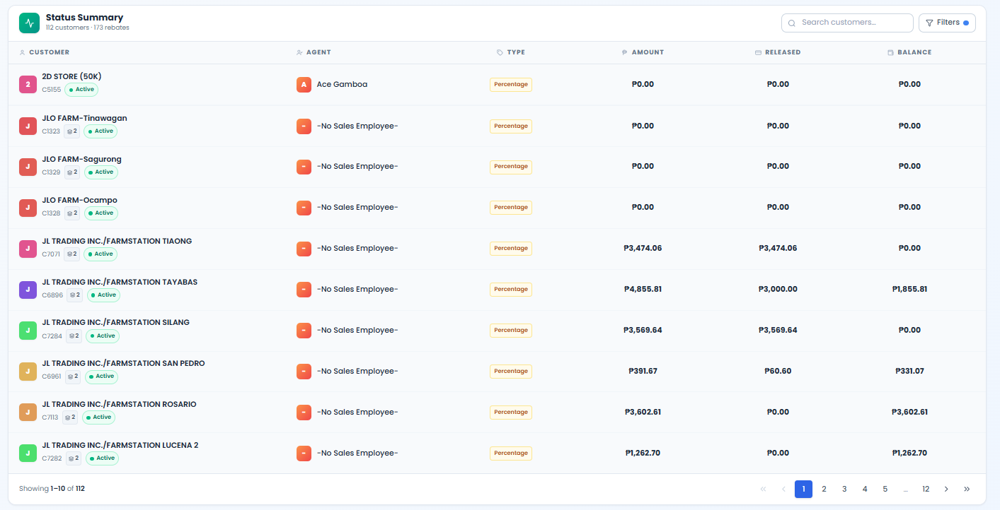 Status Summary
112 customers · 173 rebates
Search customers...
Filters
CUSTOMER AGENT TYPE AMOUNT RELEASED BALANCE
2 2D STORE (50K) A Ace Gamboa Percentage ₱0.00 ₱0.00 ₱0.00
C5155 Active
J JLO FARM-Tinawagan - -No Sales Employee- Percentage ₱0.00 ₱0.00 ₱0.00
C1323 2 Active
J JLO FARM-Sagurong - -No Sales Employee- Percentage ₱0.00 ₱0.00 ₱0.00
C1329 2 Active
J JLO FARM-Ocampo - -No Sales Employee- Percentage ₱0.00 ₱0.00 ₱0.00
C1328 2 Active
J JL TRADING INC./FARMSTATION TIAONG - -No Sales Employee- Percentage ₱3,474.06 ₱3,474.06 ₱0.00
C7071 2 Active
J JL TRADING INC./FARMSTATION TAYABAS - -No Sales Employee- Percentage ₱4,855.81 ₱3,000.00 ₱1,855.81
C6896 2 Active
J JL TRADING INC./FARMSTATION SILANG - -No Sales Employee- Percentage ₱3,569.64 ₱3,569.64 ₱0.00
C7284 2 Active
J JL TRADING INC./FARMSTATION SAN PEDRO - -No Sales Employee- Percentage ₱391.67 ₱60.60 ₱331.07
C6961 2 Active
J JL TRADING INC./FARMSTATION ROSARIO - -No Sales Employee- Percentage ₱3,602.61 ₱0.00 ₱3,602.61
C7113 2 Active
J JL TRADING INC./FARMSTATION LUCENA 2 - -No Sales Employee- Percentage ₱1,262.70 ₱0.00 ₱1,262.70
C7282 2 Active
Showing 1–10 of 112
« ‹ 1 2 3 4 5 ... 12 › »